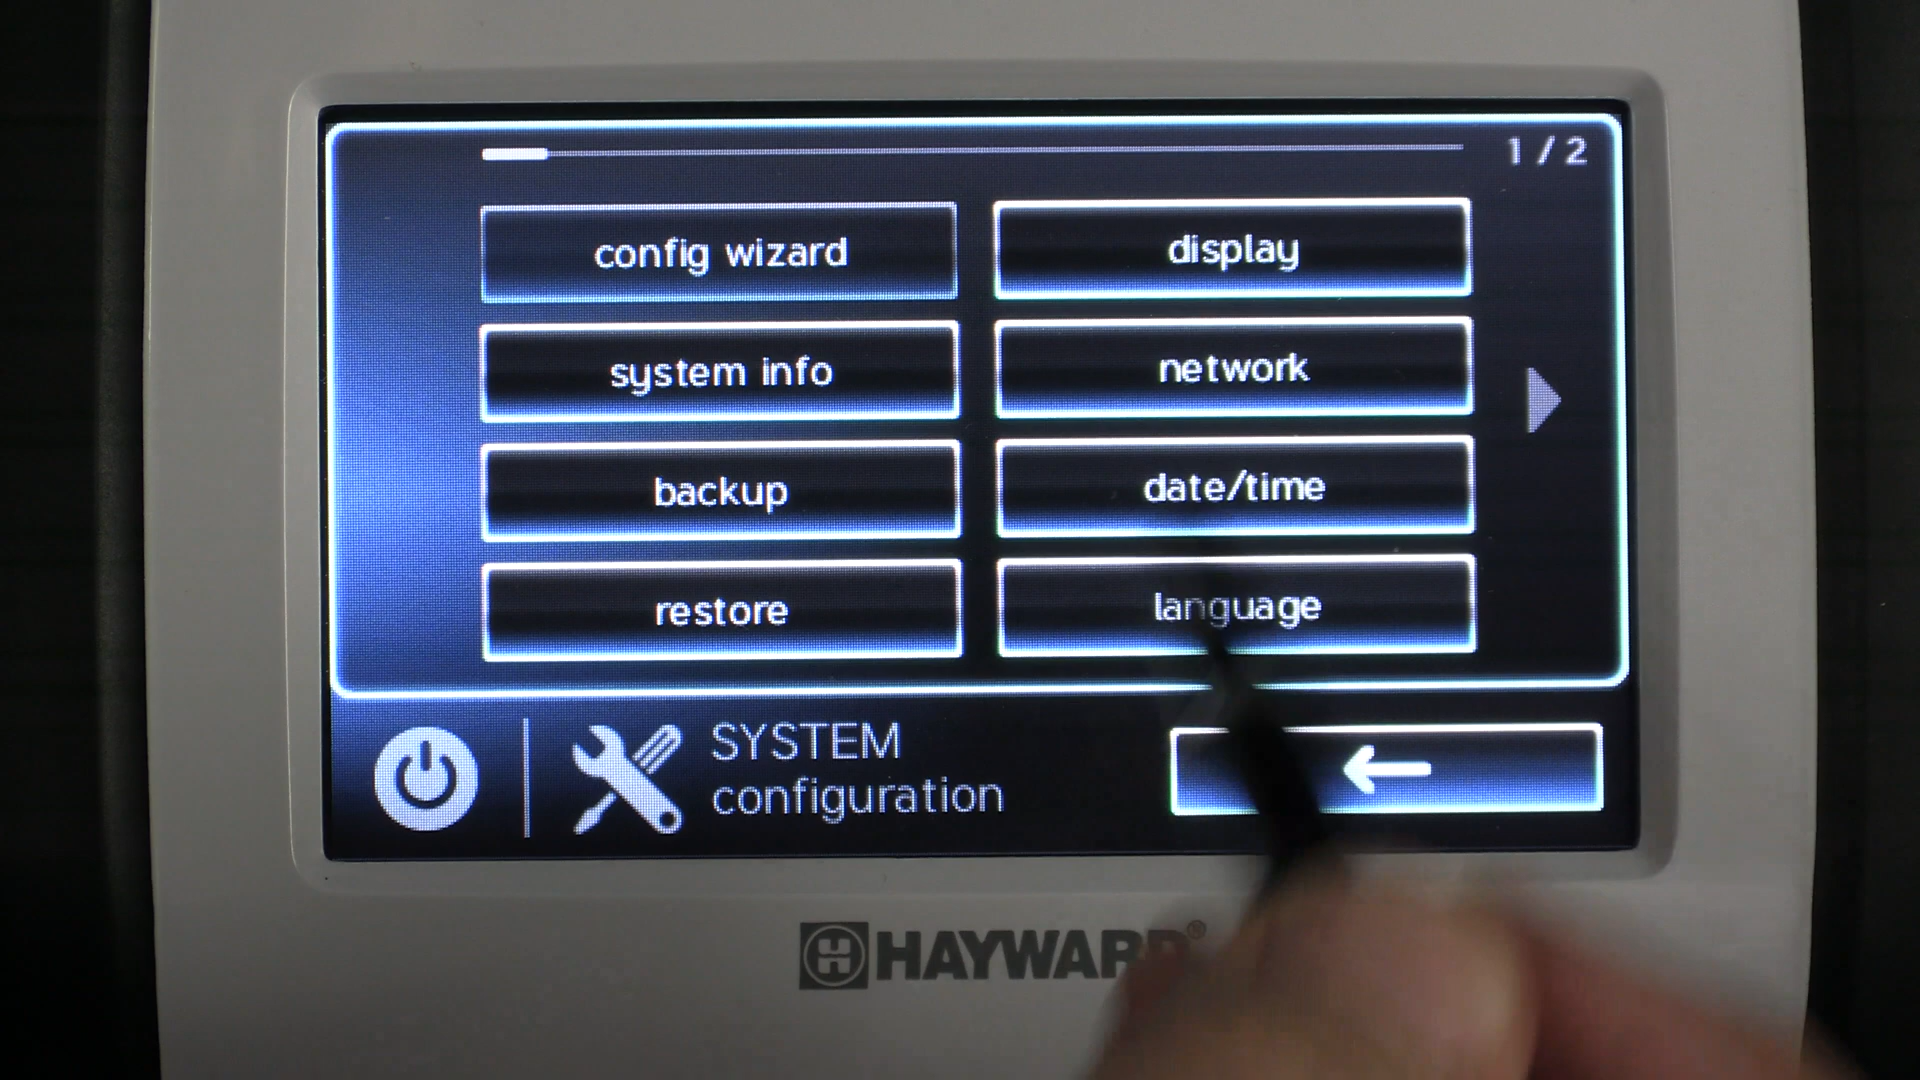 1 / 2
config wizard
display
system info
network
backup
date/time
restore
language
SYSTEM
configuration
HAYWARD®